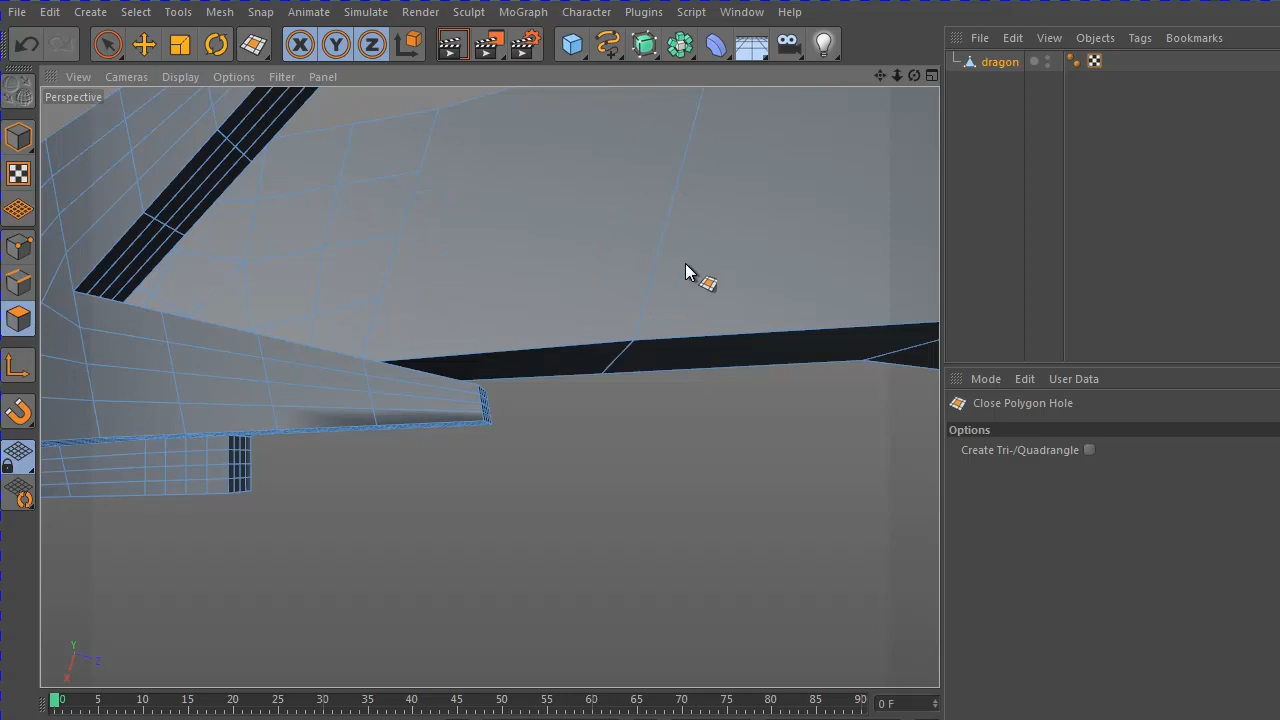 File Edit Create Select Tools Mesh Snap Animate Simulate Render Sculpt MoGraph Character Plugins Script Window Help
X Y Z
File Edit View Objects Tags Bookmarks
dragon
View Cameras Display Options Filter Panel
Perspective
Mode Edit User Data
Close Polygon Hole
Options
Create Tri-/Quadrangle
Y
Z
X
0 5 10 15 20 25 30 35 40 45 50 55 60 65 70 75 80 85 90
0 F